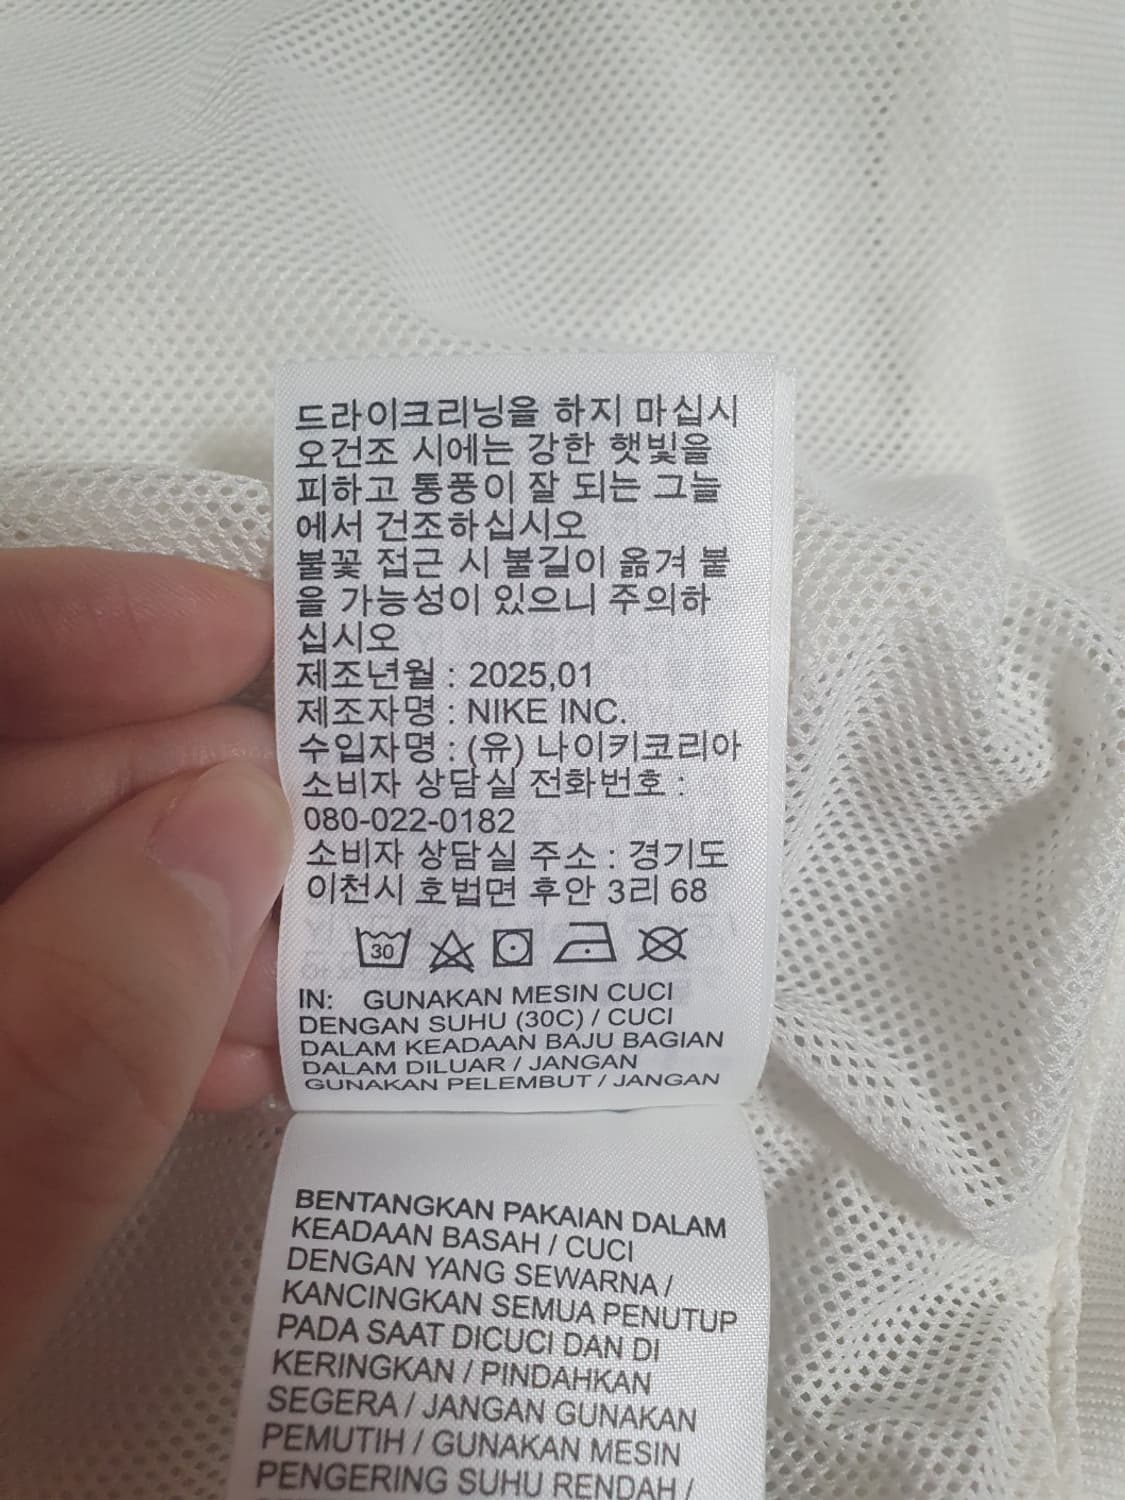 드라이크리닝을 하지 마십시
오건조 시에는 강한 햇빛을
피하고 통풍이 잘 되는 그늘
에서 건조하십시오
불꽃 접근 시 불길이 옮겨 붙
을 가능성이 있으니 주의하
십시오
제조년월 : 2025,01
제조자명 : NIKE INC.
수입자명 : (유) 나이키코리아
소비자 상담실 전화번호 :
080-022-0182
소비자 상담실 주소 : 경기도
이천시 호법면 후안 3리 68
30
IN: GUNAKAN MESIN CUCI
DENGAN SUHU (30C) / CUCI
DALAM KEADAAN BAJU BAGIAN
DALAM DILUAR / JANGAN
GUNAKAN PELEMBUT / JANGAN
BENTANGKAN PAKAIAN DALAM
KEADAAN BASAH / CUCI
DENGAN YANG SEWARNA /
KANCINGKAN SEMUA PENUTUP
PADA SAAT DICUCI DAN DI
KERINGKAN / PINDAHKAN
SEGERA / JANGAN GUNAKAN
PEMUTIH / GUNAKAN MESIN
PENGERING SUHU RENDAH /